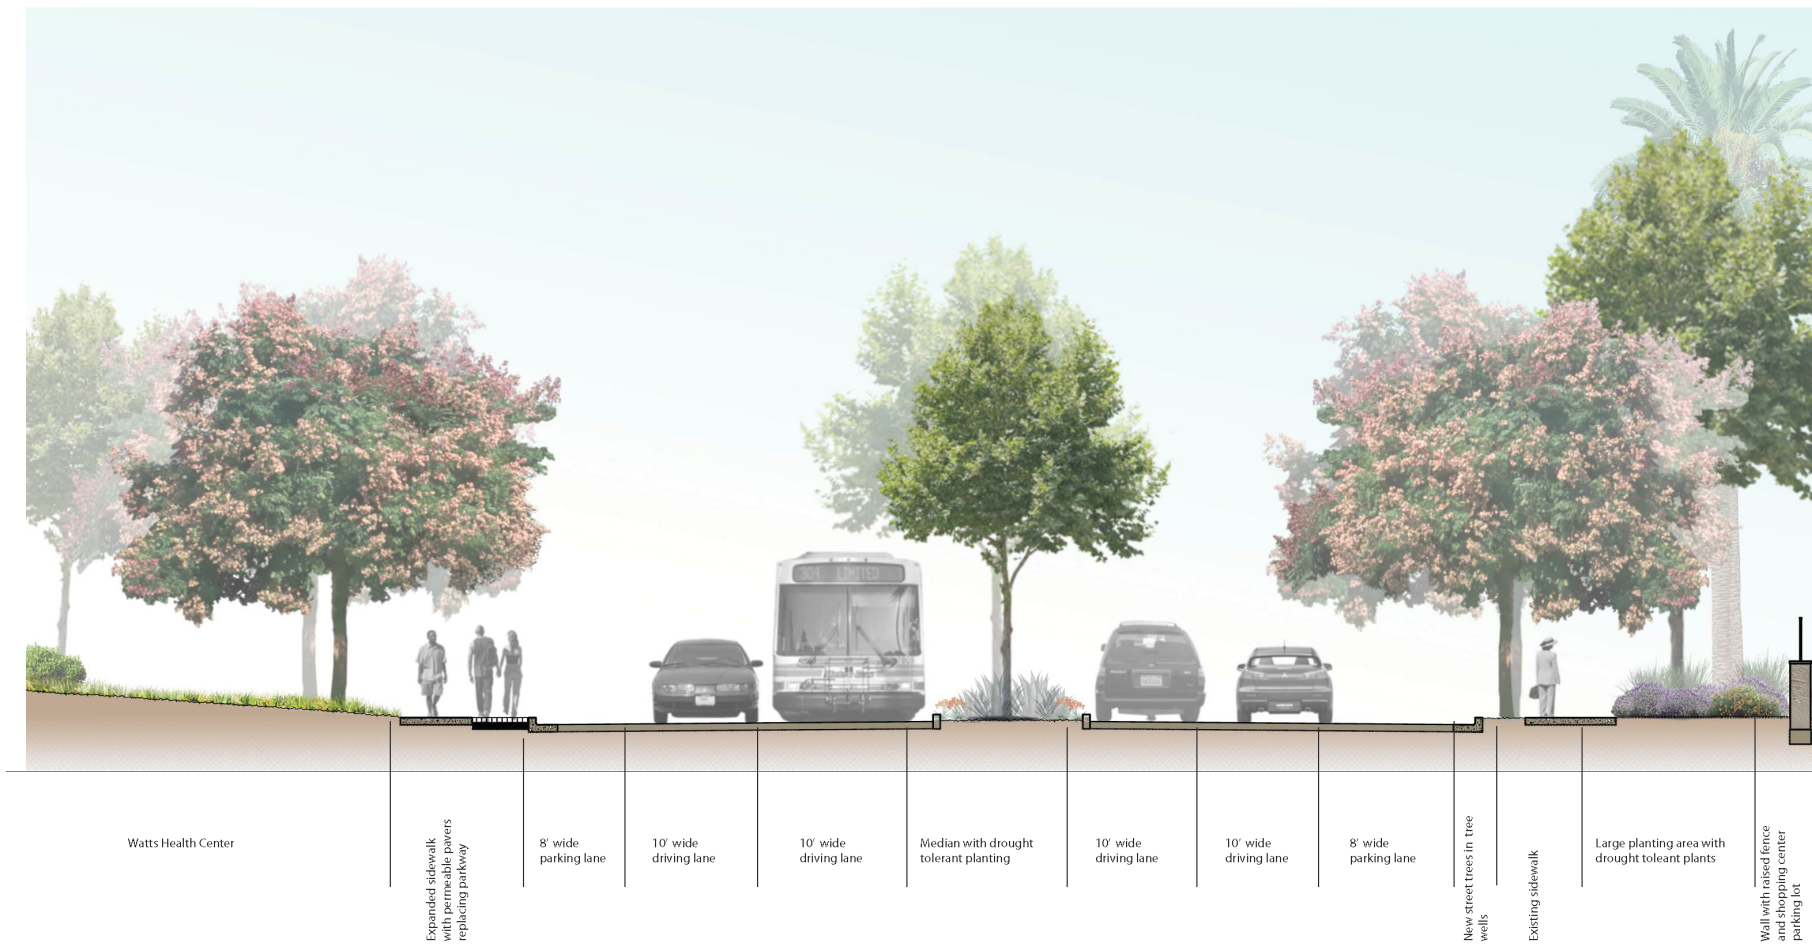 304 LIMITED
Watts Health Center
Expanded sidewalk
with permeable pavers
replacing parkway
8' wide
parking lane
10' wide
driving lane
10' wide
driving lane
Median with drought
tolerant planting
10' wide
driving lane
10' wide
driving lane
8' wide
parking lane
New street trees in tree
wells
Existing sidewalk
Large planting area with
drought toleant plants
Wall with raised fence
and shopping center
parking lot